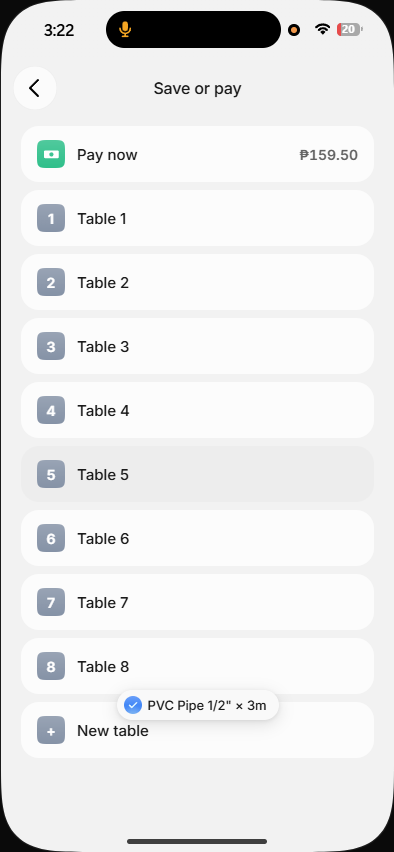 3:22
20
Save or pay
Pay now ₱159.50
1 Table 1
2 Table 2
3 Table 3
4 Table 4
5 Table 5
6 Table 6
7 Table 7
8 Table 8
PVC Pipe 1/2" × 3m
+ New table